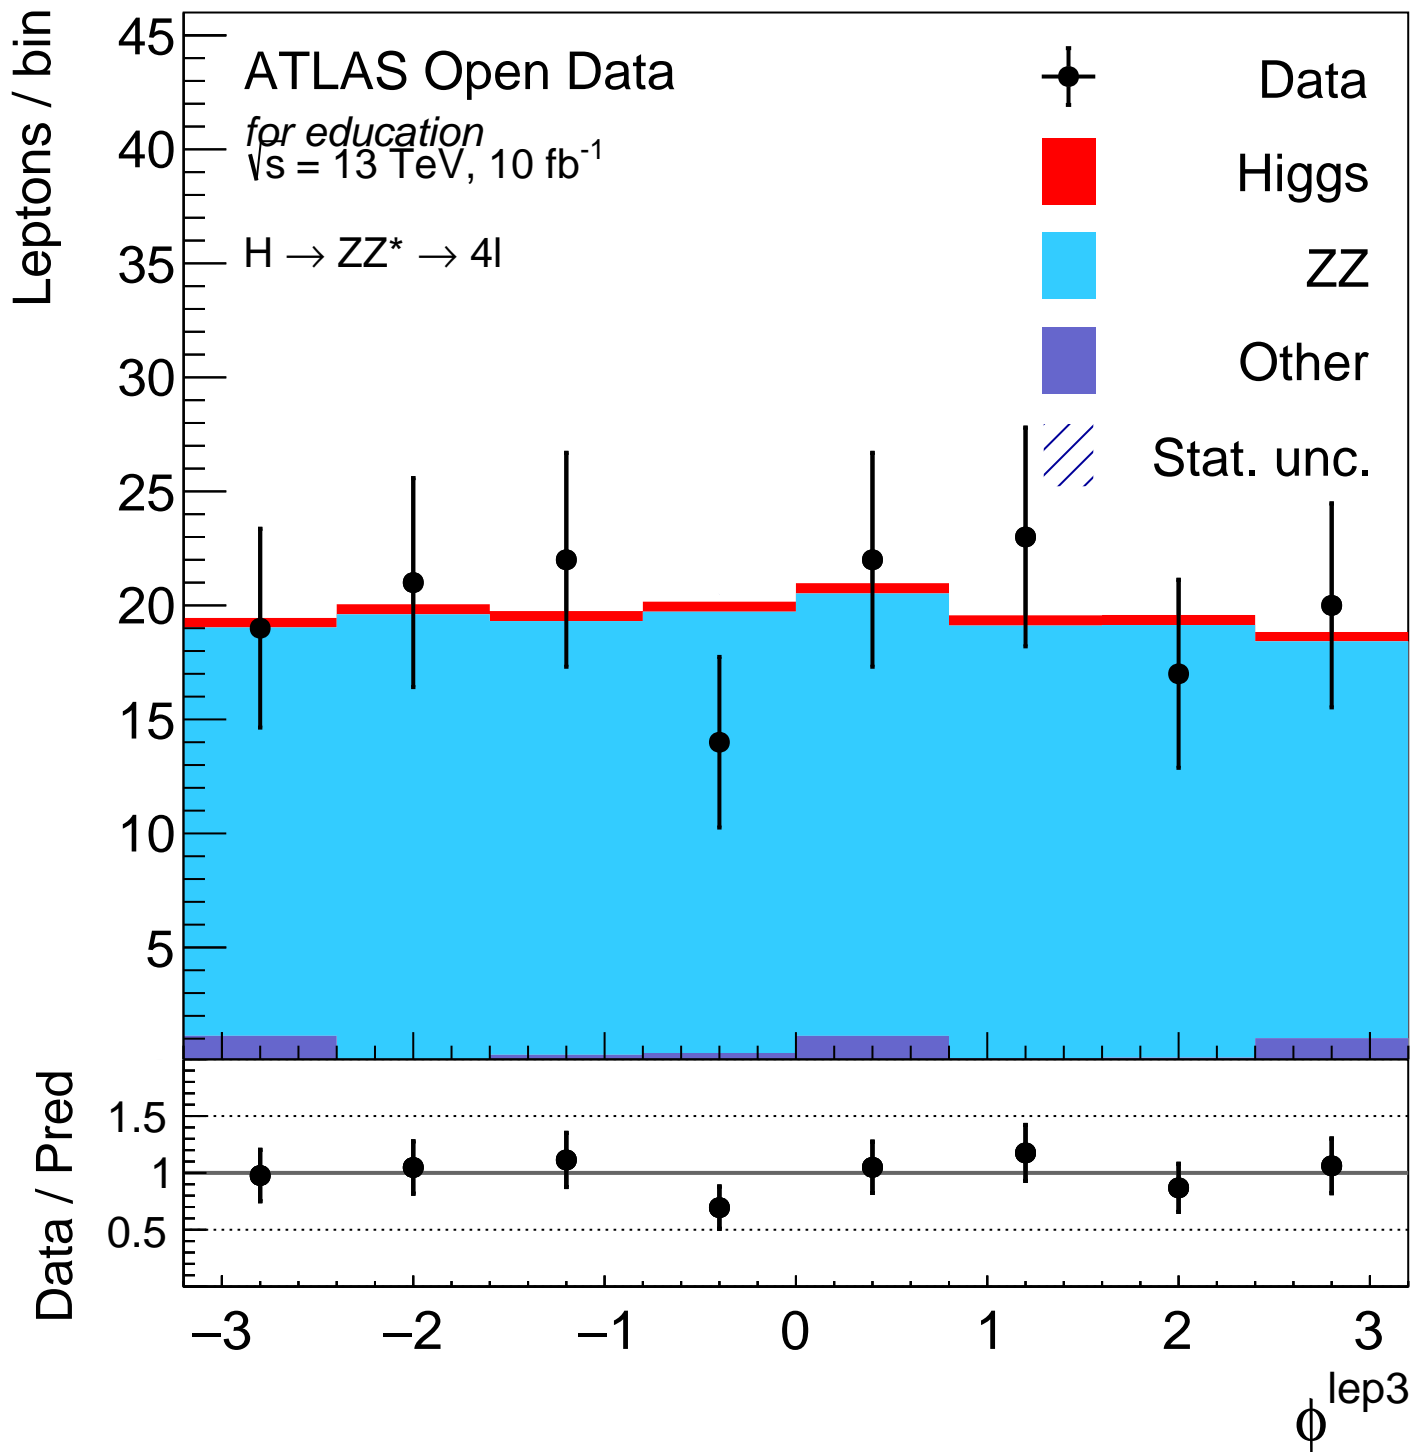 Leptons / bin
45
40
35
30
25
20
15
10
5
ATLAS Open Data
for education
√s = 13 TeV, 10 fb⁻¹
H → ZZ* → 4l
Data
Higgs
ZZ
Other
Stat. unc.
Data / Pred
1.5
1
0.5
−3 −2 −1 0 1 2 3
ϕ^lep3